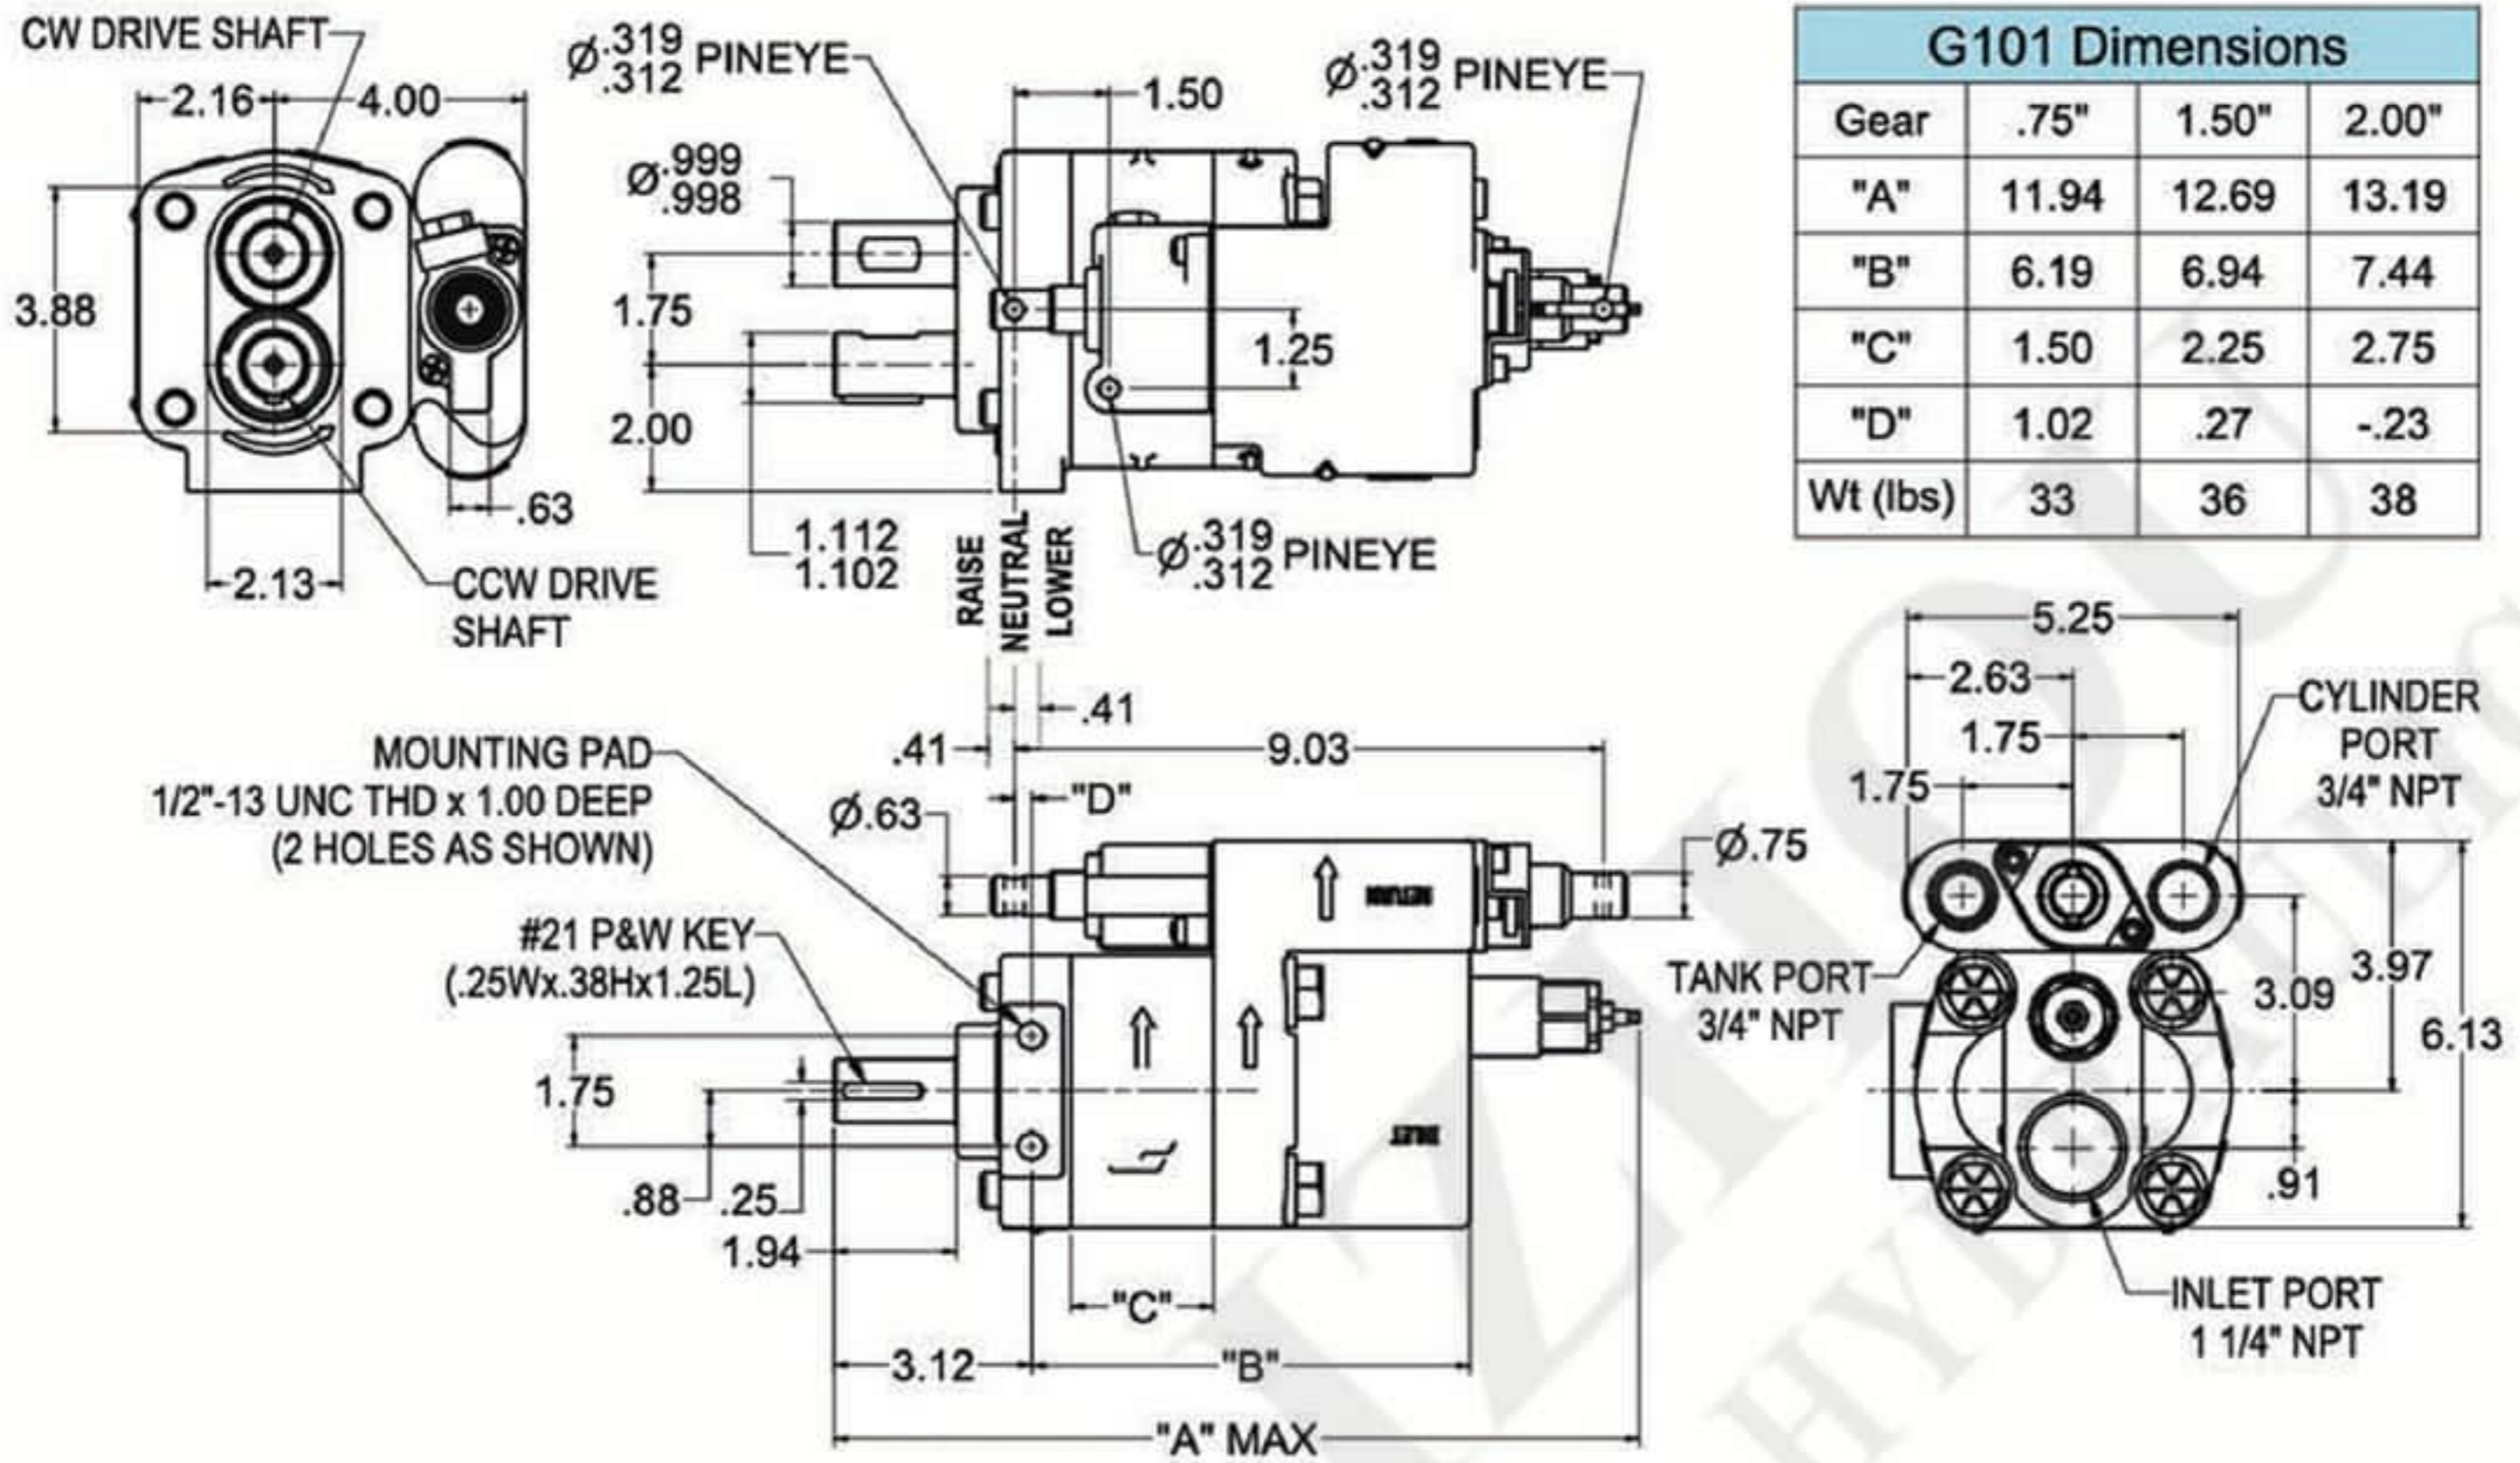 CW DRIVE SHAFT
2.16
4.00
3.88
.63
2.13
CCW DRIVE
SHAFT
Ø.319
.312 PINEYE
1.50
Ø.319
.312 PINEYE
Ø.999
.998
1.75
1.25
2.00
1.112
1.102
RAISE
NEUTRAL
LOWER
Ø.319
.312 PINEYE
G101 Dimensions
Gear .75" 1.50" 2.00"
"A" 11.94 12.69 13.19
"B" 6.19 6.94 7.44
"C" 1.50 2.25 2.75
"D" 1.02 .27 -.23
Wt (lbs) 33 36 38
.41
.41
9.03
MOUNTING PAD
1/2"-13 UNC THD x 1.00 DEEP
(2 HOLES AS SHOWN)
"D"
Ø.63
Ø.75
#21 P&W KEY
(.25Wx.38Hx1.25L)
RETURN
INLET
1.75
.88
.25
1.94
"C"
3.12
"B"
"A" MAX
5.25
2.63
1.75
1.75
CYLINDER
PORT
3/4" NPT
TANK PORT
3/4" NPT
3.09
3.97
6.13
.91
INLET PORT
1 1/4" NPT